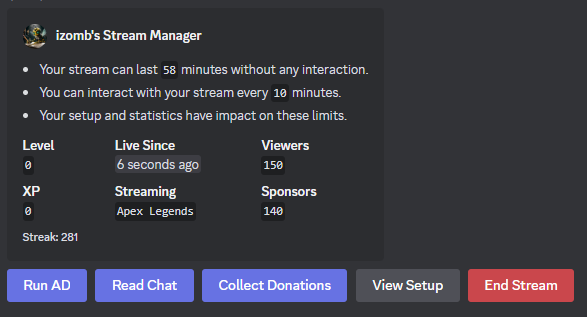 izomb's Stream Manager
Your stream can last 58 minutes without any interaction.
You can interact with your stream every 10 minutes.
Your setup and statistics have impact on these limits.
Level Live Since Viewers
0 6 seconds ago 150
XP Streaming Sponsors
0 Apex Legends 140
Streak: 281
Run AD Read Chat Collect Donations View Setup End Stream